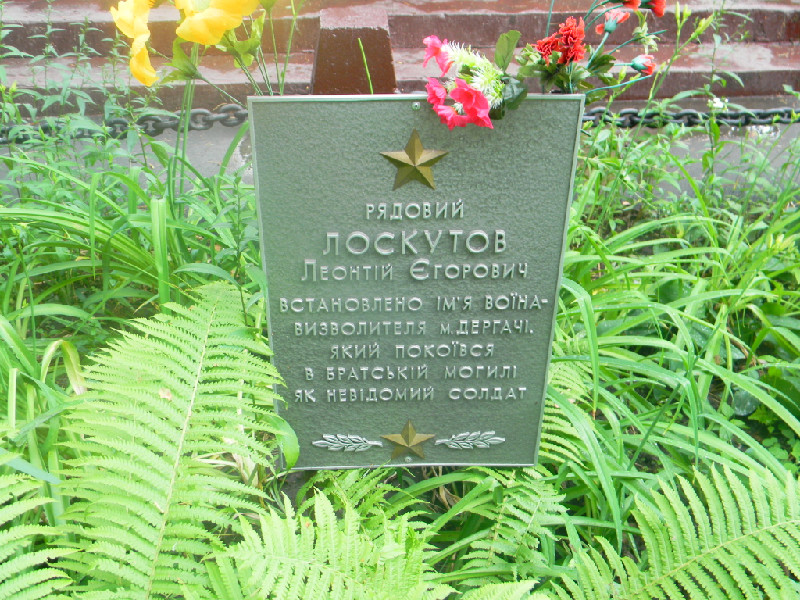 РЯДОВИЙ
ЛОСКУТОВ
ЛЕОНТІЙ ЄГОРОВИЧ
ВСТАНОВЛЕНО ІМ'Я ВОЇНА-
ВИЗВОЛИТЕЛЯ М.ДЕРГАЧІ,
ЯКИЙ ПОКОЇВСЯ
В БРАТСЬКІЙ МОГИЛІ
ЯК НЕВІДОМИЙ СОЛДАТ